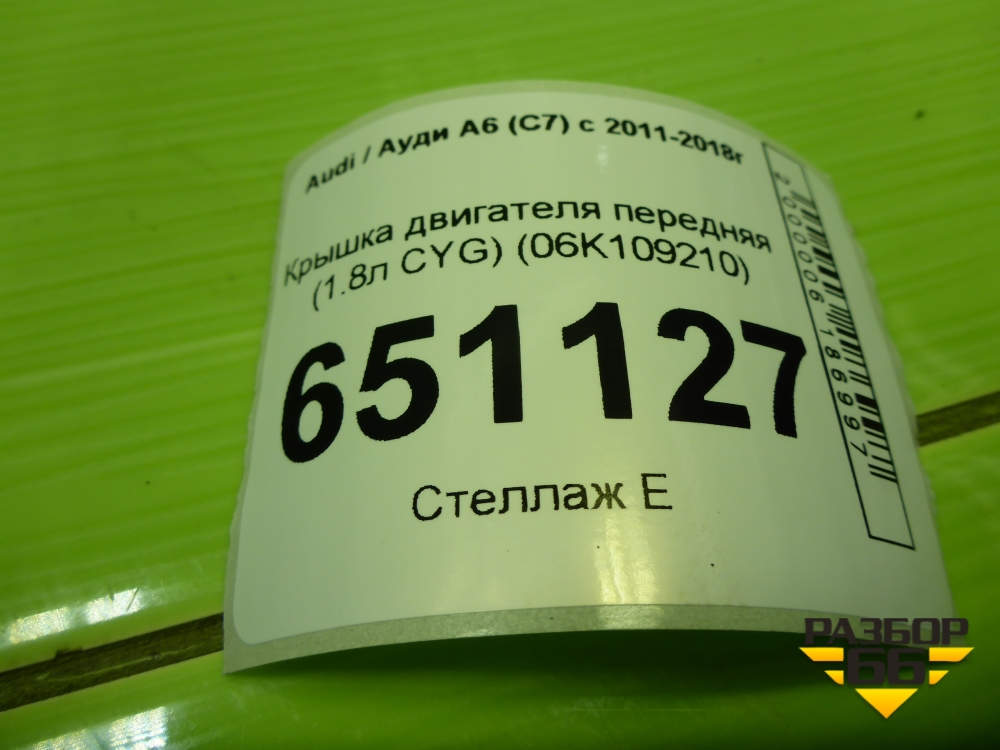 Audi / Ауди А6 (С7) с 2011-2018г
Крышка двигателя передняя
(1.8л CYG) (06K109210)
651127
Стеллаж Е
2000006186997
РАЗБОР
66